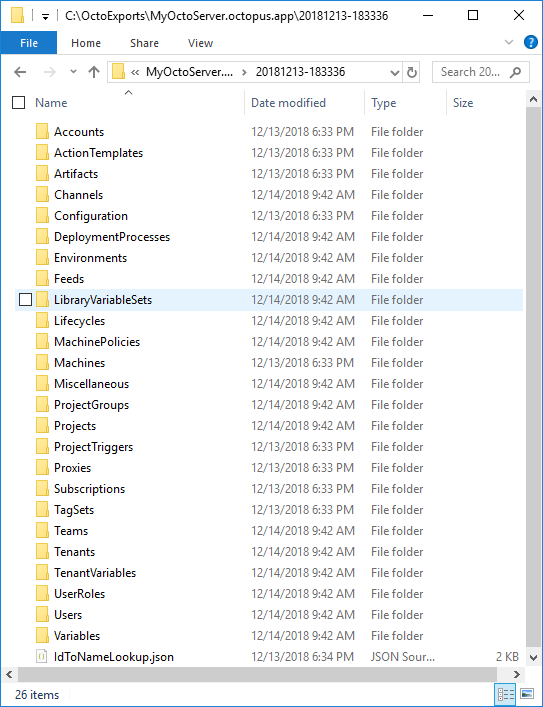 C:\OctoExports\MyOctoServer.octopus.app\20181213-183336
File Home Share View
« MyOctoServer.... > 20181213-183336 Search 20...
Name Date modified Type Size
Accounts 12/13/2018 6:33 PM File folder
ActionTemplates 12/13/2018 6:33 PM File folder
Artifacts 12/13/2018 6:33 PM File folder
Channels 12/14/2018 9:42 AM File folder
Configuration 12/13/2018 6:33 PM File folder
DeploymentProcesses 12/14/2018 9:42 AM File folder
Environments 12/14/2018 9:42 AM File folder
Feeds 12/14/2018 9:42 AM File folder
LibraryVariableSets 12/14/2018 9:42 AM File folder
Lifecycles 12/14/2018 9:42 AM File folder
MachinePolicies 12/14/2018 9:42 AM File folder
Machines 12/13/2018 6:33 PM File folder
Miscellaneous 12/14/2018 9:42 AM File folder
ProjectGroups 12/14/2018 9:42 AM File folder
Projects 12/14/2018 9:42 AM File folder
ProjectTriggers 12/13/2018 6:33 PM File folder
Proxies 12/13/2018 6:33 PM File folder
Subscriptions 12/13/2018 6:33 PM File folder
TagSets 12/13/2018 6:33 PM File folder
Teams 12/14/2018 9:42 AM File folder
Tenants 12/14/2018 9:42 AM File folder
TenantVariables 12/14/2018 9:42 AM File folder
UserRoles 12/14/2018 9:42 AM File folder
Users 12/14/2018 9:42 AM File folder
Variables 12/14/2018 9:42 AM File folder
IdToNameLookup.json 12/13/2018 6:34 PM JSON Sour... 2 KB
26 items